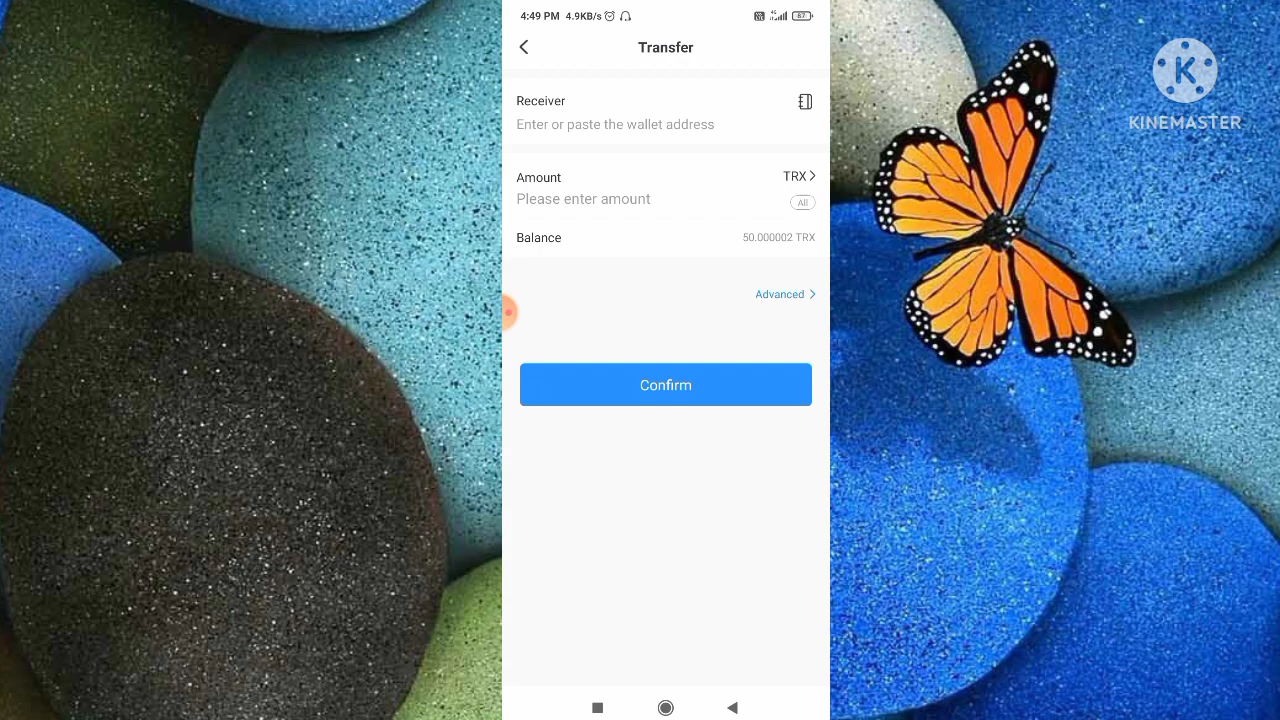 4:49 PM 4.9KB/s
67
Transfer
Receiver
Enter or paste the wallet address
Amount
TRX
Please enter amount
All
Balance
50.000002 TRX
Advanced
Confirm
K
KINEMASTER